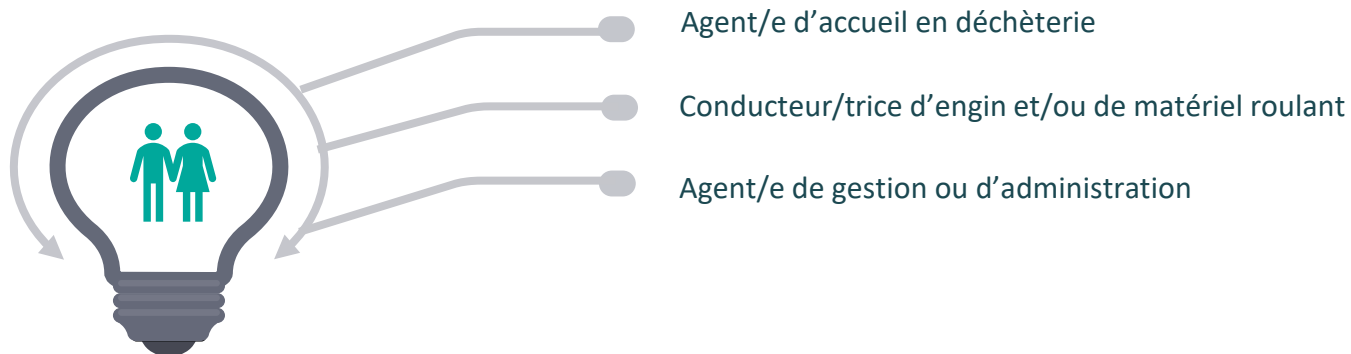 Agent/e d’accueil en déchèterie
Conducteur/trice d’engin et/ou de matériel roulant
Agent/e de gestion ou d’administration